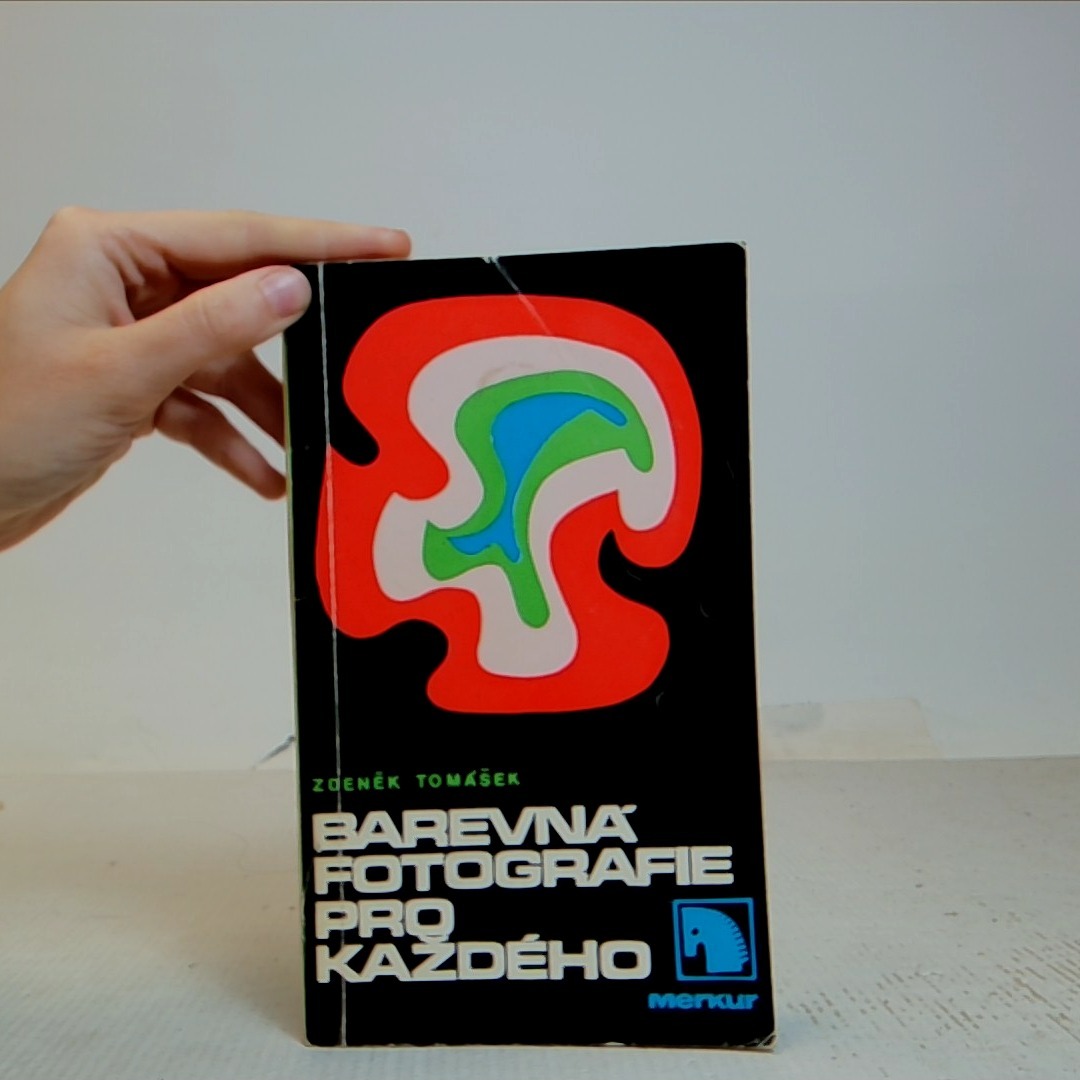 ZDENĚK TOMÁŠEK
BAREVNÁ
FOTOGRAFIE
PRO
KAŽDÉHO
Merkur